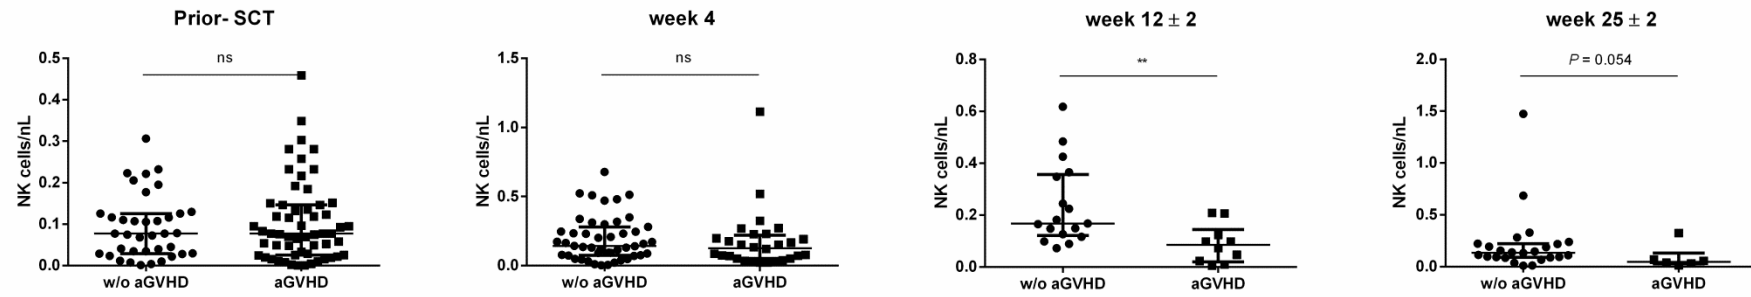 Prior- SCT
NK cells/nL
0.5
0.4
0.3
0.2
0.1
0.0
ns
w/o aGVHD
aGVHD
week 4
NK cells/nL
1.5
1.0
0.5
0.0
ns
w/o aGVHD
aGVHD
week 12 ± 2
NK cells/nL
0.8
0.6
0.4
0.2
0.0
**
w/o aGVHD
aGVHD
week 25 ± 2
NK cells/nL
2.0
1.5
1.0
0.5
0.0
P = 0.054
w/o aGVHD
aGVHD